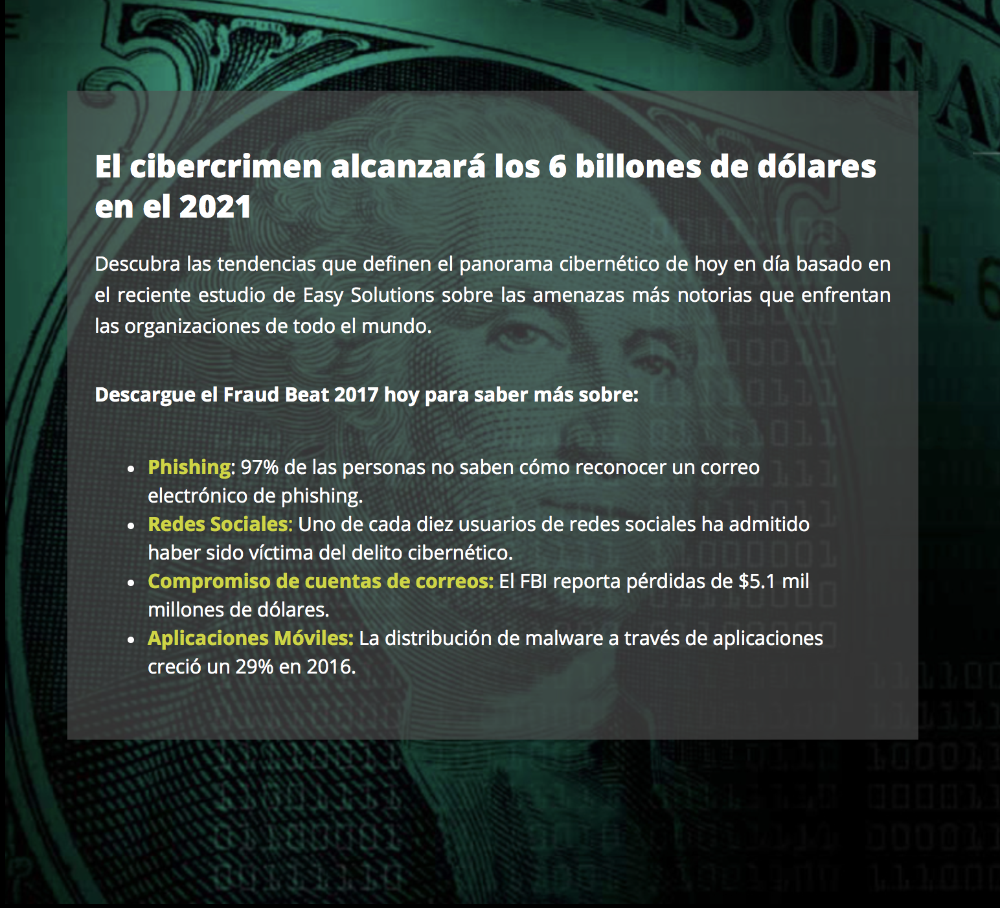 El cibercrimen alcanzará los 6 billones de dólares
en el 2021
Descubra las tendencias que definen el panorama cibernético de hoy en día basado en
el reciente estudio de Easy Solutions sobre las amenazas más notorias que enfrentan
las organizaciones de todo el mundo.
Descargue el Fraud Beat 2017 hoy para saber más sobre:
• Phishing: 97% de las personas no saben cómo reconocer un correo
electrónico de phishing.
• Redes Sociales: Uno de cada diez usuarios de redes sociales ha admitido
haber sido víctima del delito cibernético.
• Compromiso de cuentas de correos: El FBI reporta pérdidas de $5.1 mil
millones de dólares.
• Aplicaciones Móviles: La distribución de malware a través de aplicaciones
creció un 29% en 2016.